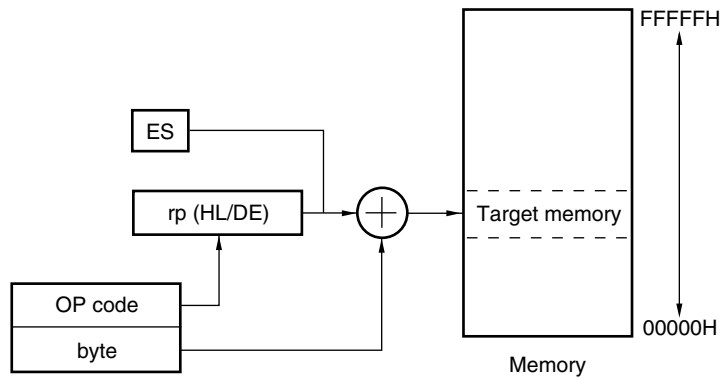 FFFFFH
ES
rp (HL/DE)
Target memory
OP code
byte
00000H
Memory